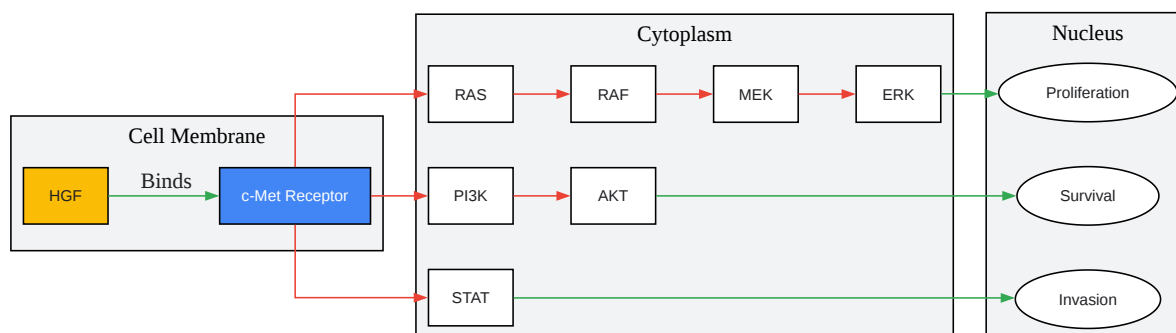 Cytoplasm
Nucleus
RAS
RAF
MEK
ERK
Proliferation
Cell Membrane
HGF
Binds
c-Met Receptor
PI3K
AKT
Survival
STAT
Invasion